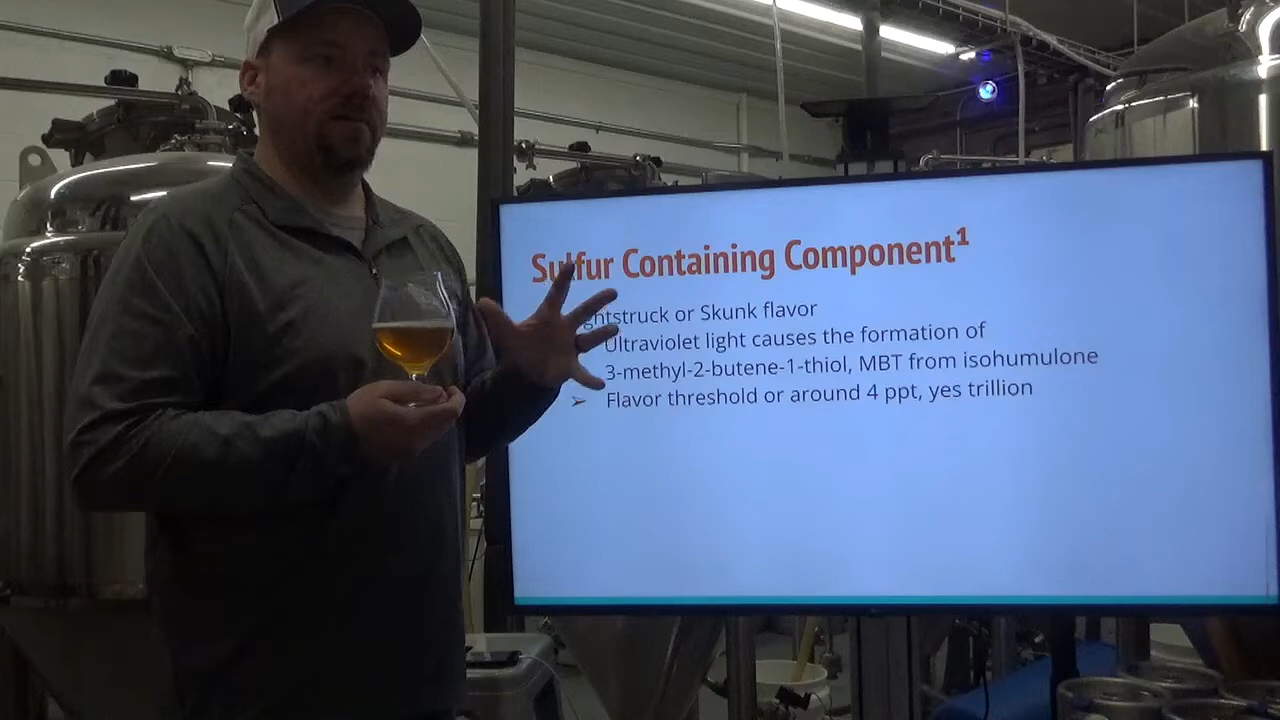 Sulfur Containing Component¹
ghtstruck or Skunk flavor
Ultraviolet light causes the formation of
3-methyl-2-butene-1-thiol, MBT from isohumulone
➢ Flavor threshold or around 4 ppt, yes trillion